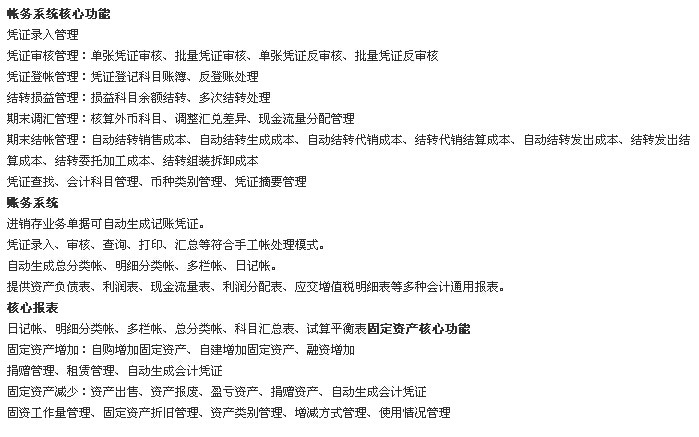 帐务系统核心功能
凭证录入管理
凭证审核管理：单张凭证审核、批量凭证审核、单张凭证反审核、批量凭证反审核
凭证登帐管理：凭证登记科目账簿、反登账处理
结转损益管理：损益科目余额结转、多次结转处理
期末调汇管理：核算外币科目、调整汇兑差异、现金流量分配管理
期末结帐管理：自动结转销售成本、自动结转生成成本、自动结转代销成本、结转代销结算成本、自动结转发出成本、结转发出结
算成本、结转委托加工成本、结转组装拆卸成本
凭证查找、会计科目管理、币种类别管理、凭证摘要管理
账务系统
进销存业务单据可自动生成记账凭证。
凭证录入、审核、查询、打印、汇总等符合手工帐处理模式。
自动生成总分类帐、明细分类帐、多栏帐、日记帐。
提供资产负债表、利润表、现金流量表、利润分配表、应交增值税明细表等多种会计通用报表。
核心报表
日记帐、明细分类帐、多栏帐、总分类帐、科目汇总表、试算平衡表固定资产核心功能
固定资产增加：自购增加固定资产、自建增加固定资产、融资增加
捐赠管理、租赁管理、自动生成会计凭证
固定资产减少：资产出售、资产报废、盈亏资产、捐赠资产、自动生成会计凭证
固资工作量管理、固定资产折旧管理、资产类别管理、增减方式管理、使用情况管理